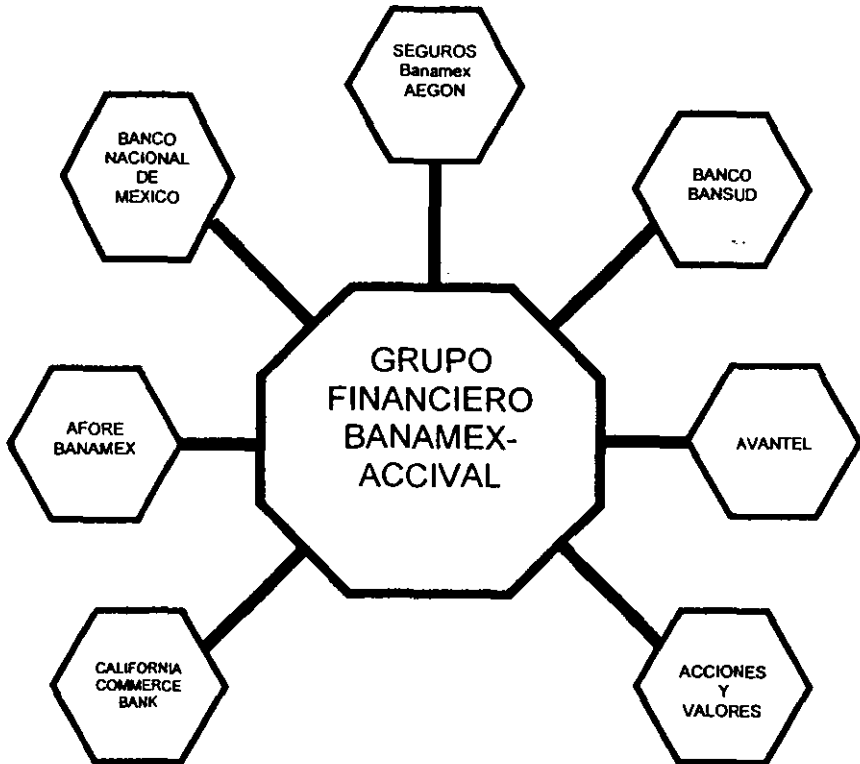 SEGUROS
Banamex
AEGON
BANCO
NACIONAL
DE
MEXICO
BANCO
BANSUD
GRUPO
FINANCIERO
BANAMEX-
ACCIVAL
AFORE
BANAMEX
AVANTEL
CALIFORNIA
COMMERCE
BANK
ACCIONES
Y
VALORES